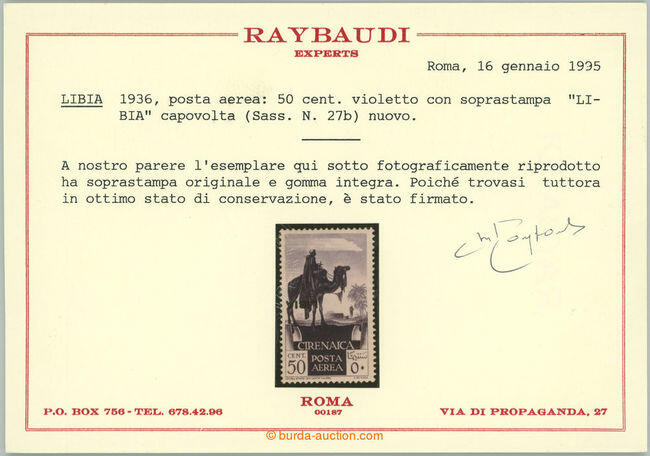 RAYBAUDI
EXPERTS
Roma, 16 gennaio 1995
LIBIA 1936, posta aerea: 50 cent. violetto con soprastampa "LI-
BIA" capovolta (Sass. N. 27b) nuovo.
A nostro parere l'esemplare qui sotto fotograficamente riprodotto
ha soprastampa originale e gomma integra. Poiché trovasi tuttora
in ottimo stato di conservazione, è stato firmato.
CIRENAICA
CENT. 50
POSTA
AEREA
٥٠
ROMA
00187
P.O. BOX 756 - TEL. 678.42.96
VIA DI PROPAGANDA, 27
© burda-auction.com